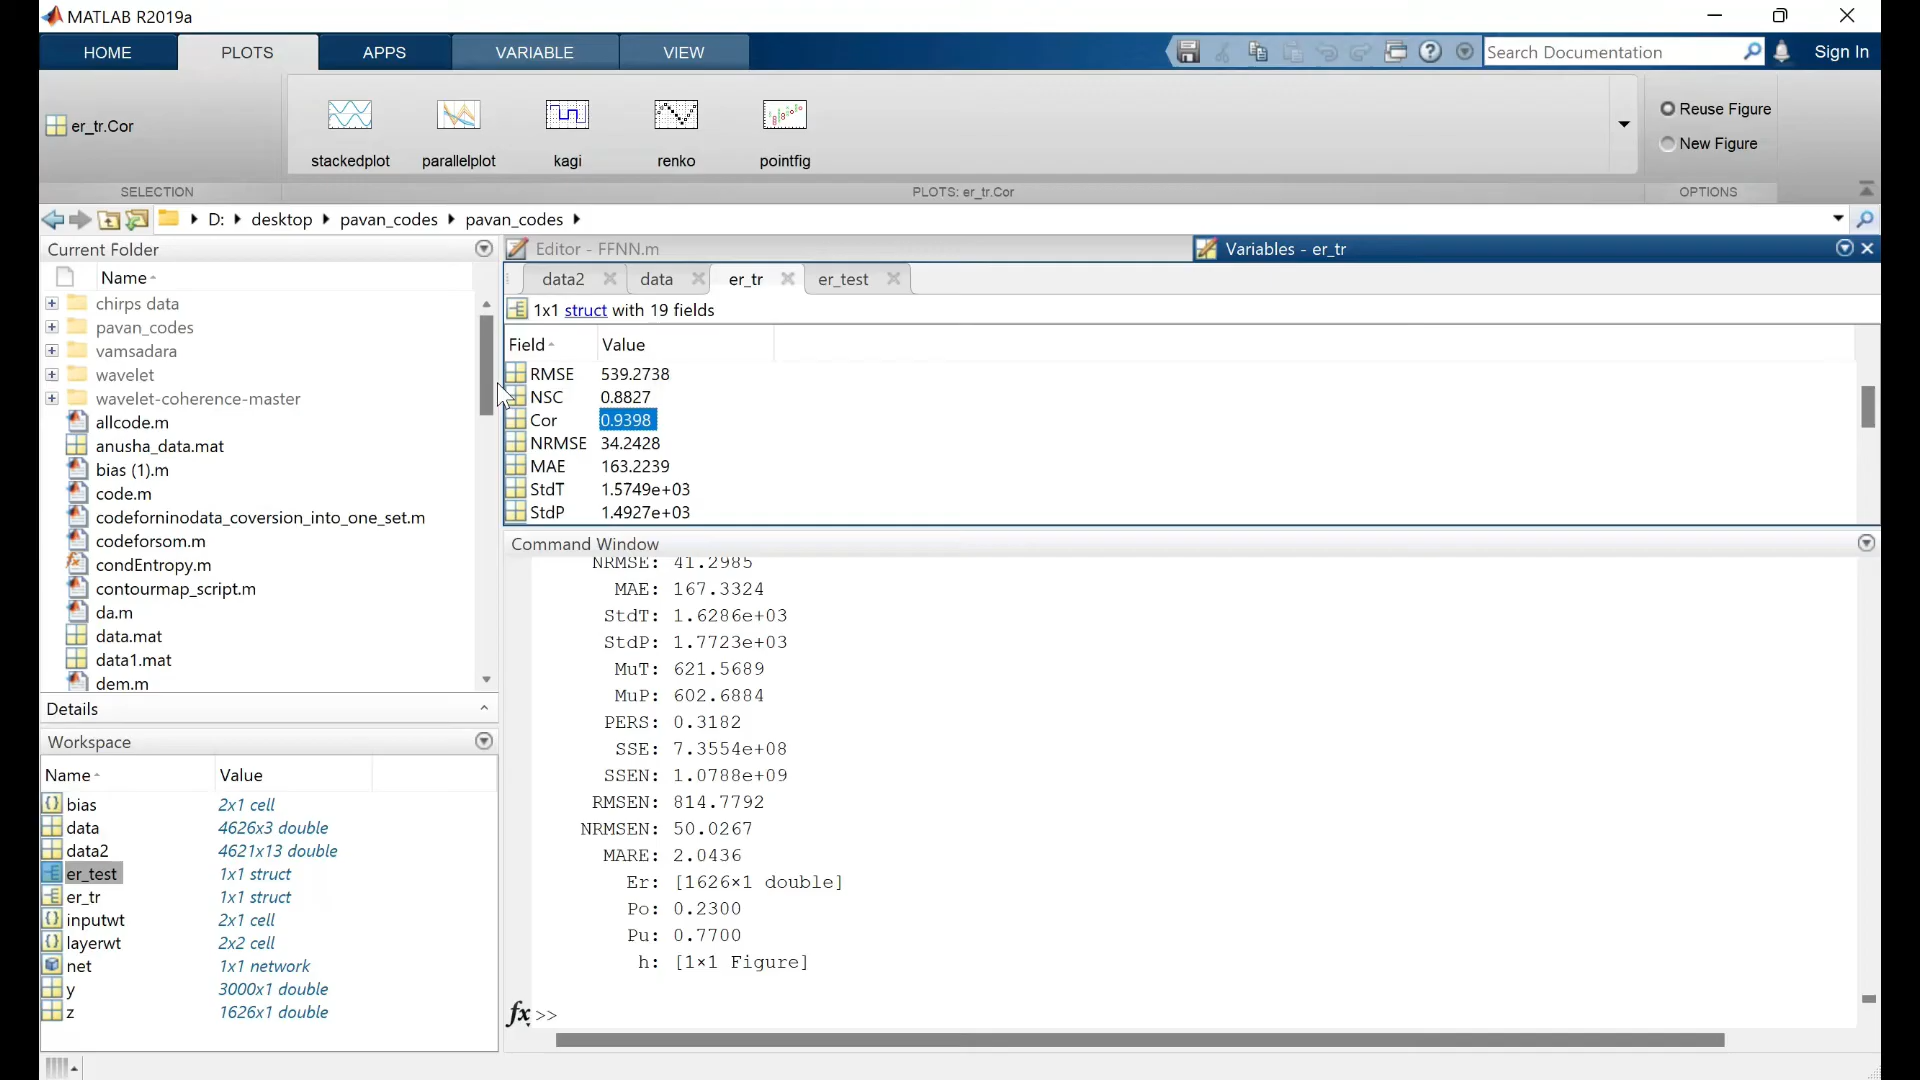 MATLAB R2019a
HOME
PLOTS
APPS
VARIABLE
VIEW
Search Documentation
Sign In
er_tr.Cor
stackedplot
parallelplot
kagi
renko
pointfig
Reuse Figure
New Figure
SELECTION
PLOTS: er_tr.Cor
OPTIONS
D: desktop pavan_codes pavan_codes
Current Folder
Name
chirps data
pavan_codes
vamsadara
wavelet
wavelet-coherence-master
allcode.m
anusha_data.mat
bias (1).m
code.m
codeforninodata_coversion_into_one_set.m
codeforsom.m
condEntropy.m
contourmap_script.m
da.m
data.mat
data1.mat
dem.m
Details
Workspace
Name Value
bias 2x1 cell
data 4626x3 double
data2 4621x13 double
er_test 1x1 struct
er_tr 1x1 struct
inputwt 2x1 cell
layerwt 2x2 cell
net 1x1 network
y 3000x1 double
z 1626x1 double
Editor - FFNN.m
Variables - er_tr
data2
data
er_tr
er_test
1x1 struct with 19 fields
Field Value
RMSE 539.2738
NSC 0.8827
Cor 0.9398
NRMSE 34.2428
MAE 163.2239
StdT 1.5749e+03
StdP 1.4927e+03
Command Window
NRMSE: 41.2985
MAE: 167.3324
StdT: 1.6286e+03
StdP: 1.7723e+03
MuT: 621.5689
MuP: 602.6884
PERS: 0.3182
SSE: 7.3554e+08
SSEN: 1.0788e+09
RMSEN: 814.7792
NRMSEN: 50.0267
MARE: 2.0436
Er: [1626×1 double]
Po: 0.2300
Pu: 0.7700
h: [1×1 Figure]
fx >>